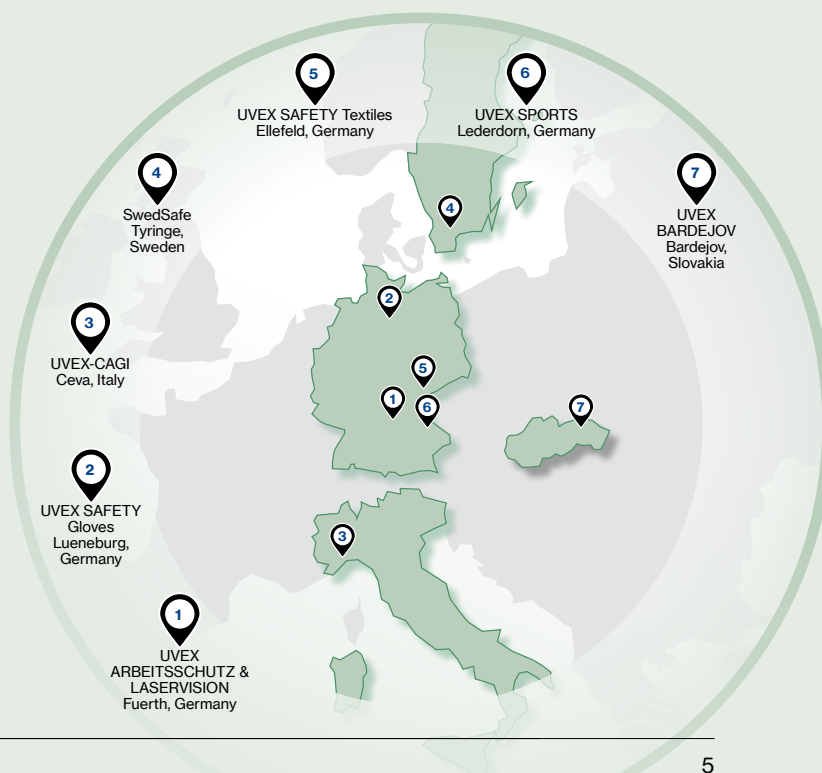 5
UVEX SAFETY Textiles
Ellefeld, Germany
6
UVEX SPORTS
Lederdorn, Germany
4
SwedSafe
Tyringe,
Sweden
7
UVEX
BARDEJOV
Bardejov,
Slovakia
3
UVEX-CAGI
Ceva, Italy
2
UVEX SAFETY
Gloves
Lueneburg,
Germany
1
UVEX
ARBEITSSCHUTZ &
LASERVISION
Fuerth, Germany
4
2
5
1
6
7
3
5